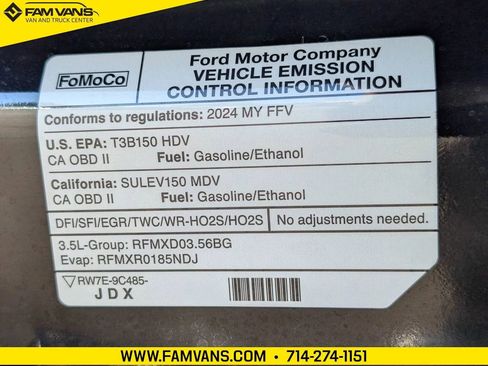 FAMVANS
VAN AND TRUCK CENTER
FoMoCo
Ford Motor Company
VEHICLE EMISSION
CONTROL INFORMATION
Conforms to regulations: 2024 MY FFV
U.S. EPA: T3B150 HDV
CA OBD II Fuel: Gasoline/Ethanol
California: SULEV150 MDV
CA OBD II Fuel: Gasoline/Ethanol
DFI/SFI/EGR/TWC/WR-HO2S/HO2S No adjustments needed.
3.5L-Group: RFMXD03.56BG
Evap: RFMXR0185NDJ
RW7E-9C485-
JDX
WWW.FAMVANS.COM • 714-274-1151